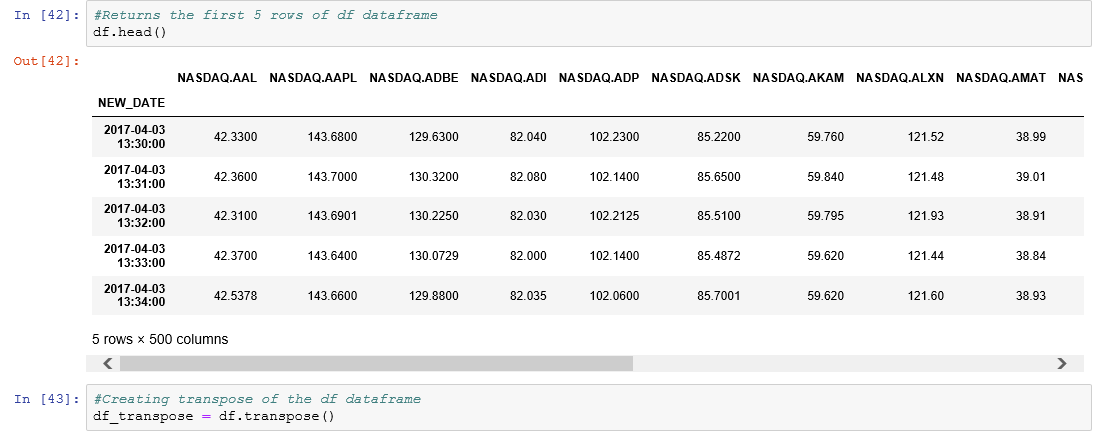 In [42]: #Returns the first 5 rows of df dataframe
df.head()
Out[42]:
NASDAQ.AAL NASDAQ.AAPL NASDAQ.ADBE NASDAQ.ADI NASDAQ.ADP NASDAQ.ADSK NASDAQ.AKAM NASDAQ.ALXN NASDAQ.AMAT NAS
NEW_DATE
2017-04-03
13:30:00 42.3300 143.6800 129.6300 82.040 102.2300 85.2200 59.760 121.52 38.99
2017-04-03
13:31:00 42.3600 143.7000 130.3200 82.080 102.1400 85.6500 59.840 121.48 39.01
2017-04-03
13:32:00 42.3100 143.6901 130.2250 82.030 102.2125 85.5100 59.795 121.93 38.91
2017-04-03
13:33:00 42.3700 143.6400 130.0729 82.000 102.1400 85.4872 59.620 121.44 38.84
2017-04-03
13:34:00 42.5378 143.6600 129.8800 82.035 102.0600 85.7001 59.620 121.60 38.93
5 rows × 500 columns
In [43]: #Creating transpose of the df dataframe
df_transpose = df.transpose()